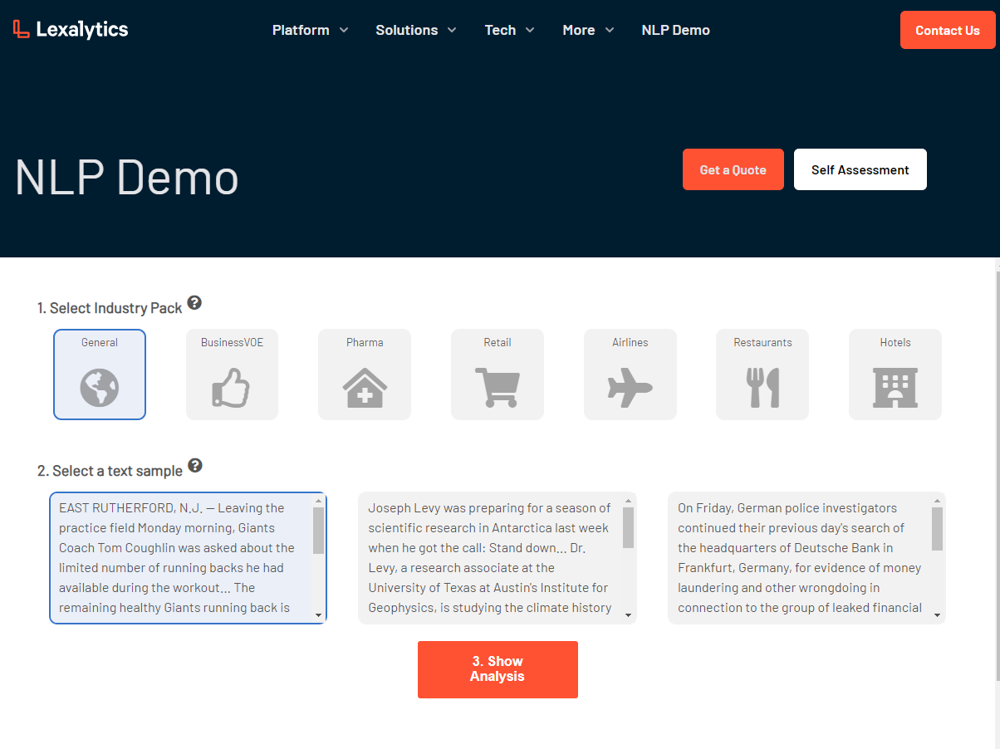 Lexalytics
Platform
Solutions
Tech
More
NLP Demo
Contact Us
NLP Demo
Get a Quote
Self Assessment
1. Select Industry Pack ?
General
BusinessVOE
Pharma
Retail
Airlines
Restaurants
Hotels
2. Select a text sample ?
EAST RUTHERFORD, N.J. — Leaving the
practice field Monday morning, Giants
Coach Tom Coughlin was asked about the
limited number of running backs he had
available during the workout... The
remaining healthy Giants running back is
Joseph Levy was preparing for a season of
scientific research in Antarctica last week
when he got the call: Stand down... Dr.
Levy, a research associate at the
University of Texas at Austin's Institute for
Geophysics, is studying the climate history
On Friday, German police investigators
continued their previous day's search of
the headquarters of Deutsche Bank in
Frankfurt, Germany, for evidence of money
laundering and other wrongdoing in
connection to the group of leaked financial
3. Show
Analysis